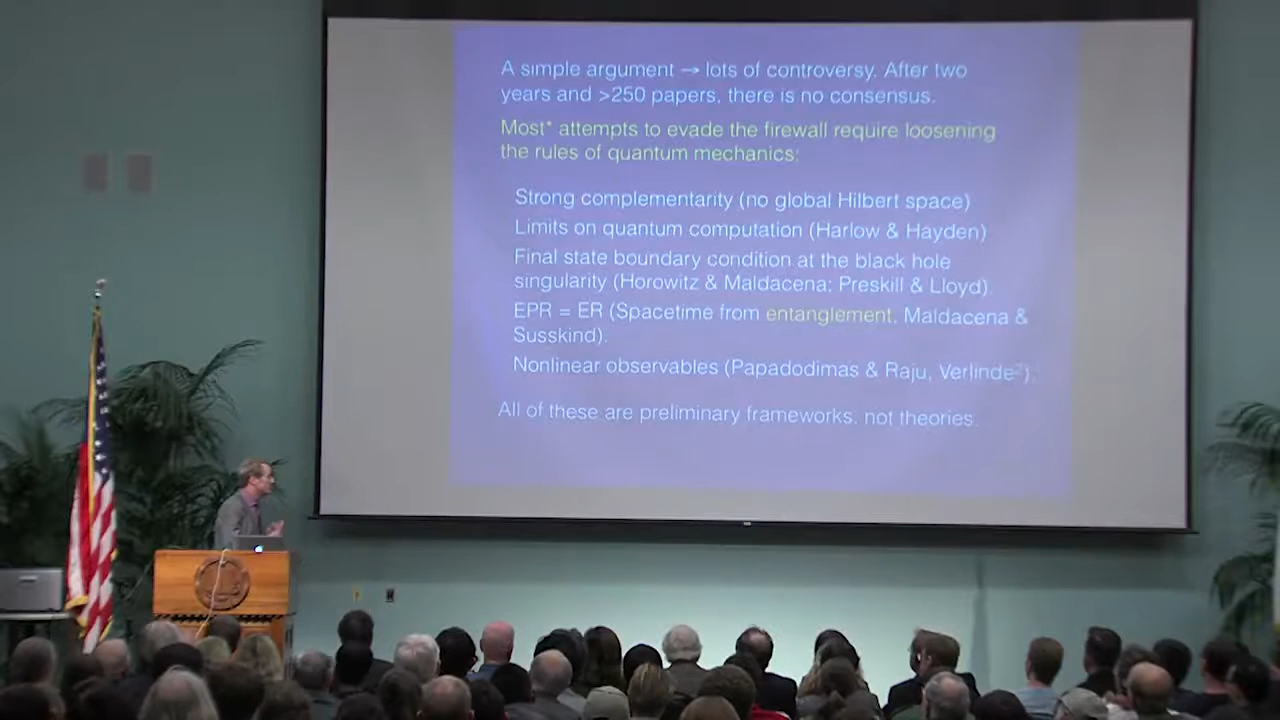 A simple argument → lots of controversy. After two
years and >250 papers, there is no consensus.
Most* attempts to evade the firewall require loosening
the rules of quantum mechanics:
Strong complementarity (no global Hilbert space)
Limits on quantum computation (Harlow & Hayden)
Final state boundary condition at the black hole
singularity (Horowitz & Maldacena; Preskill & Lloyd).
EPR = ER (Spacetime from entanglement, Maldacena &
Susskind).
Nonlinear observables (Papadodimas & Raju, Verlinde²).
All of these are preliminary frameworks, not theories.